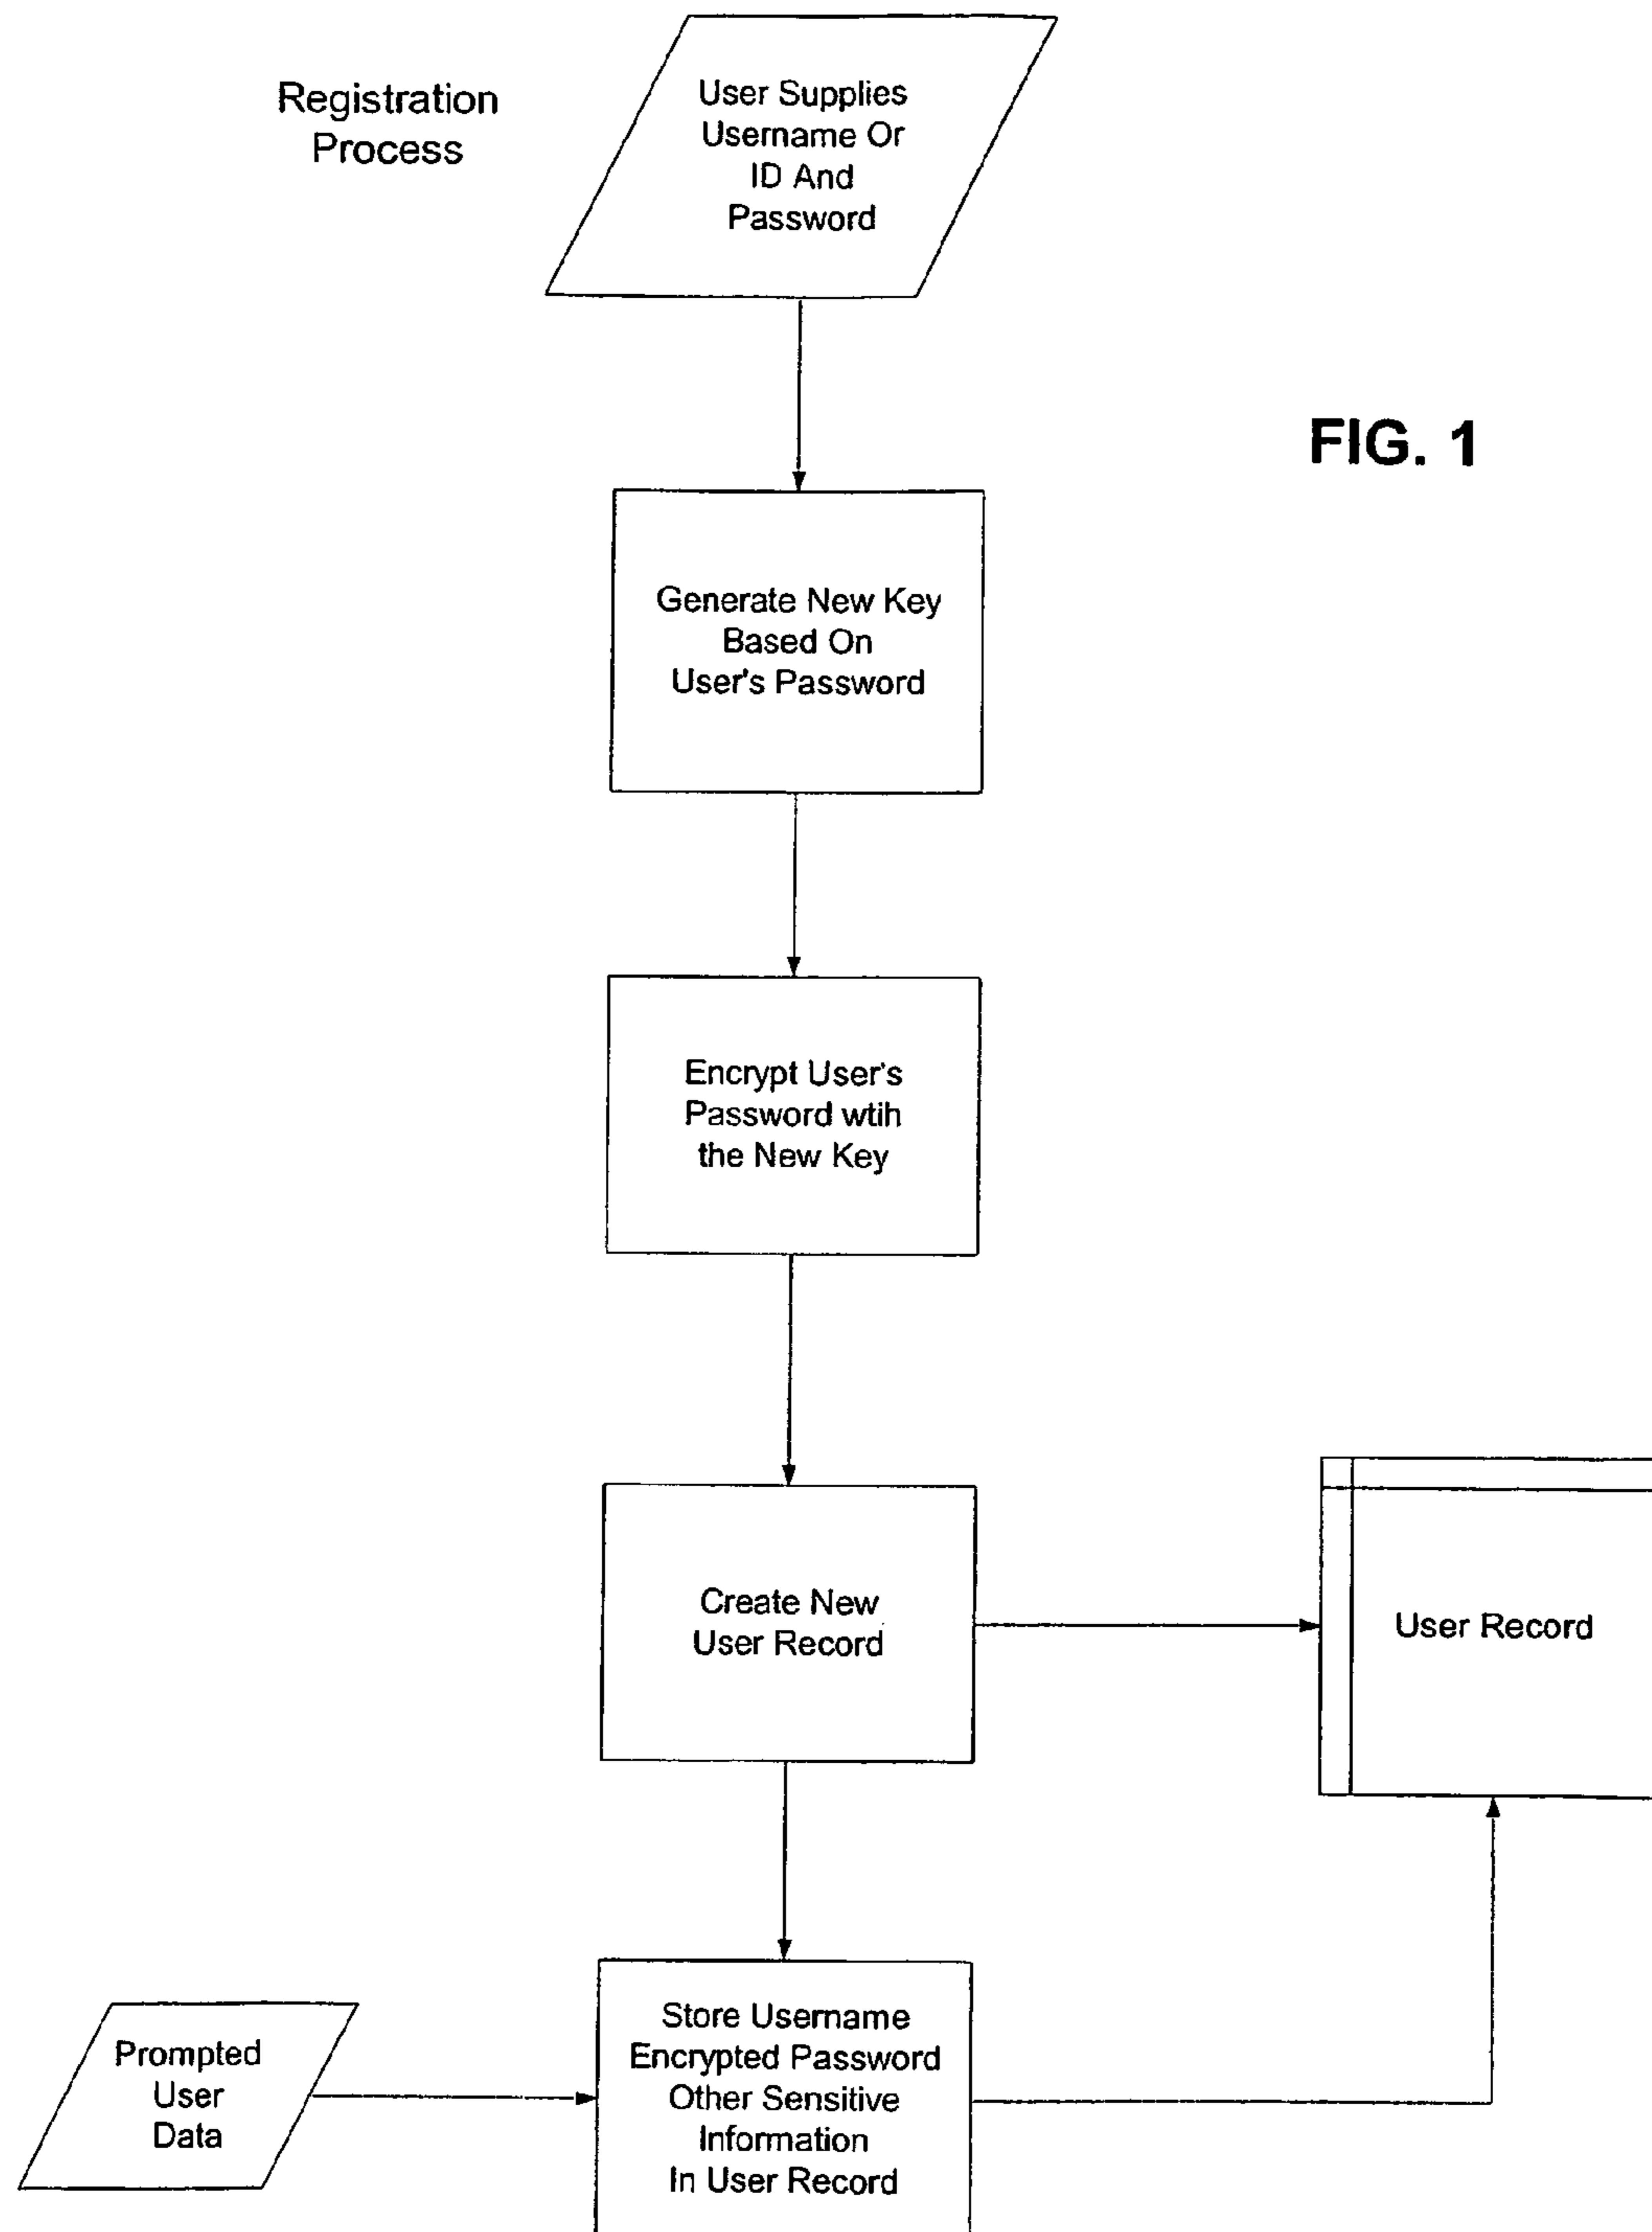 Registration
Process
User Supplies
Username Or
ID And
Password
FIG. 1
Generate New Key
Based On
User's Password
Encrypt User's
Password wtih
the New Key
Create New
User Record
User Record
Prompted
User
Data
Store Username
Encrypted Password
Other Sensitive
Information
In User Record